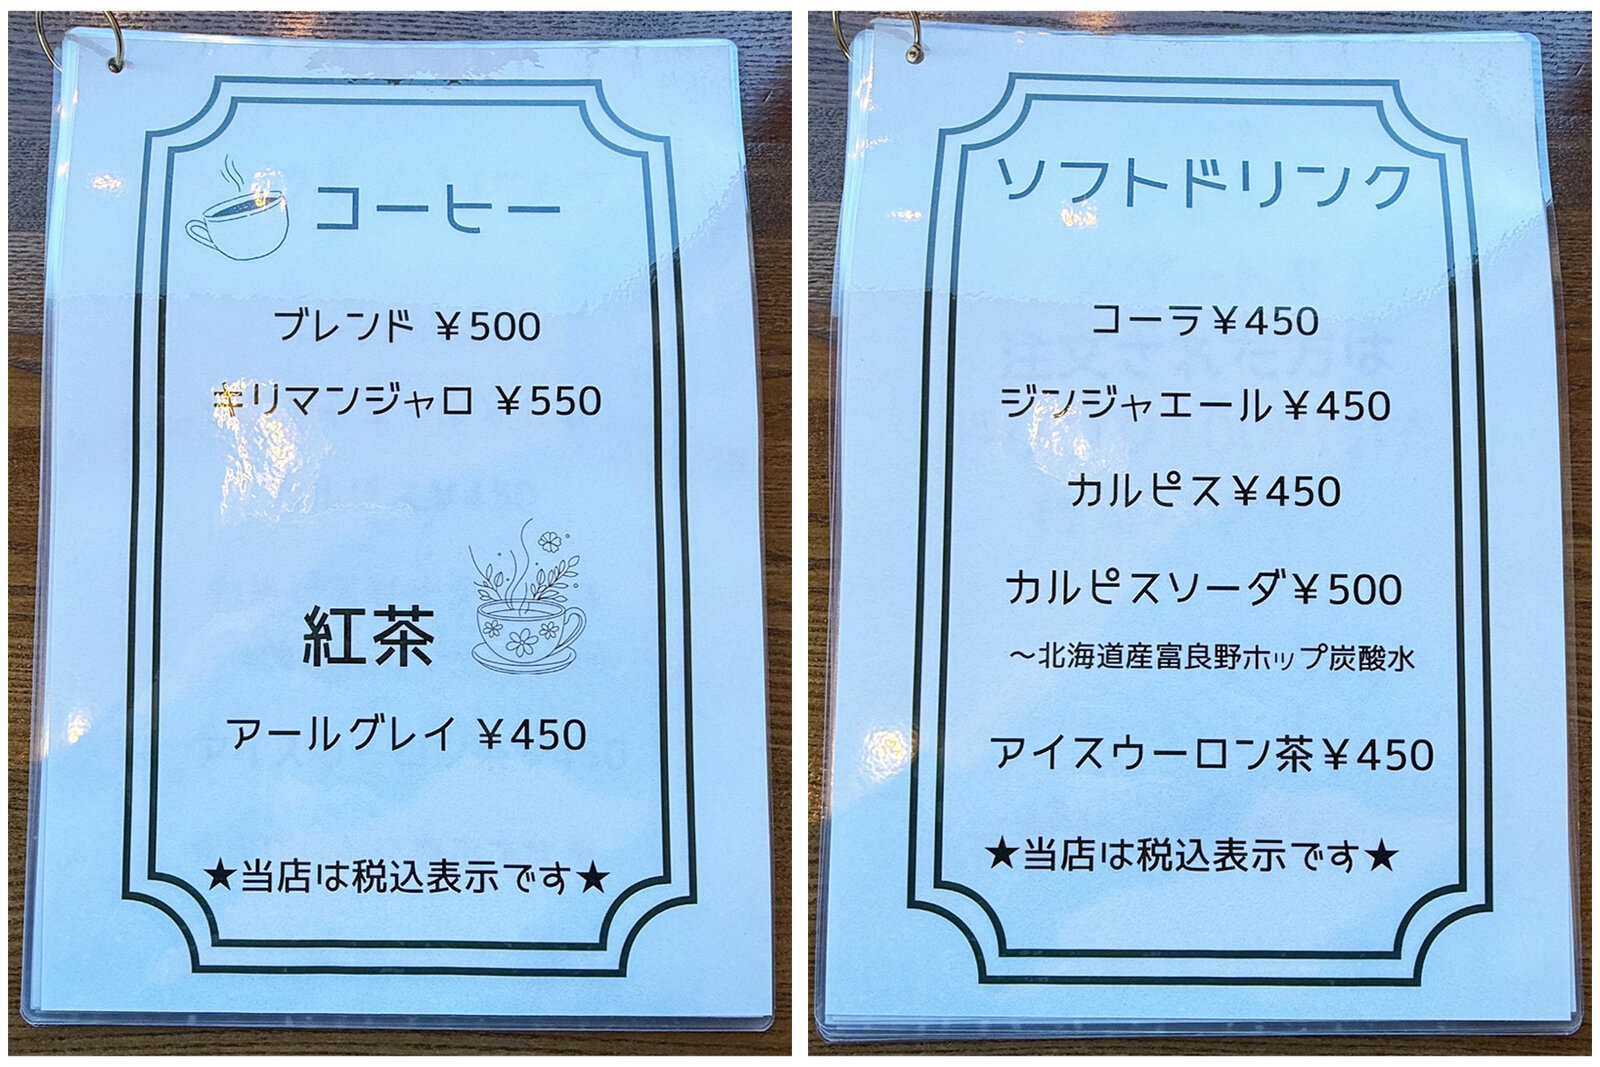 コーヒー
ブレンド ￥500
キリマンジャロ ￥550
紅茶
アールグレイ ￥450
★当店は税込表示です★
ソフトドリンク
コーラ￥450
ジンジャエール￥450
カルピス￥450
カルピスソーダ￥500
～北海道産富良野ホップ炭酸水
アイスウーロン茶￥450
★当店は税込表示です★